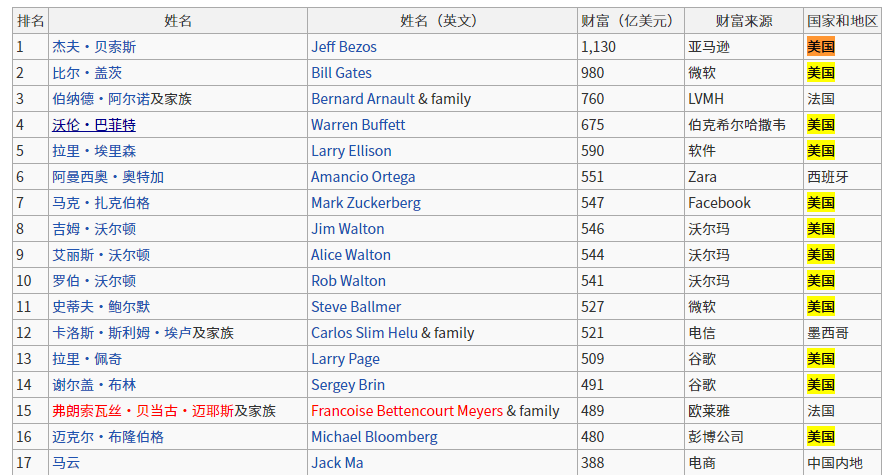 排名 姓名 姓名（英文） 财富（亿美元） 财富来源 国家和地区
1 杰夫·贝索斯 Jeff Bezos 1,130 亚马逊 美国
2 比尔·盖茨 Bill Gates 980 微软 美国
3 伯纳德·阿尔诺及家族 Bernard Arnault & family 760 LVMH 法国
4 沃伦·巴菲特 Warren Buffett 675 伯克希尔哈撒韦 美国
5 拉里·埃里森 Larry Ellison 590 软件 美国
6 阿曼西奥·奥特加 Amancio Ortega 551 Zara 西班牙
7 马克·扎克伯格 Mark Zuckerberg 547 Facebook 美国
8 吉姆·沃尔顿 Jim Walton 546 沃尔玛 美国
9 艾丽斯·沃尔顿 Alice Walton 544 沃尔玛 美国
10 罗伯·沃尔顿 Rob Walton 541 沃尔玛 美国
11 史蒂夫·鲍尔默 Steve Ballmer 527 微软 美国
12 卡洛斯·斯利姆·埃卢及家族 Carlos Slim Helu & family 521 电信 墨西哥
13 拉里·佩奇 Larry Page 509 谷歌 美国
14 谢尔盖·布林 Sergey Brin 491 谷歌 美国
15 弗朗索瓦丝·贝当古·迈耶斯及家族 Francoise Bettencourt Meyers & family 489 欧莱雅 法国
16 迈克尔·布隆伯格 Michael Bloomberg 480 彭博公司 美国
17 马云 Jack Ma 388 电商 中国内地